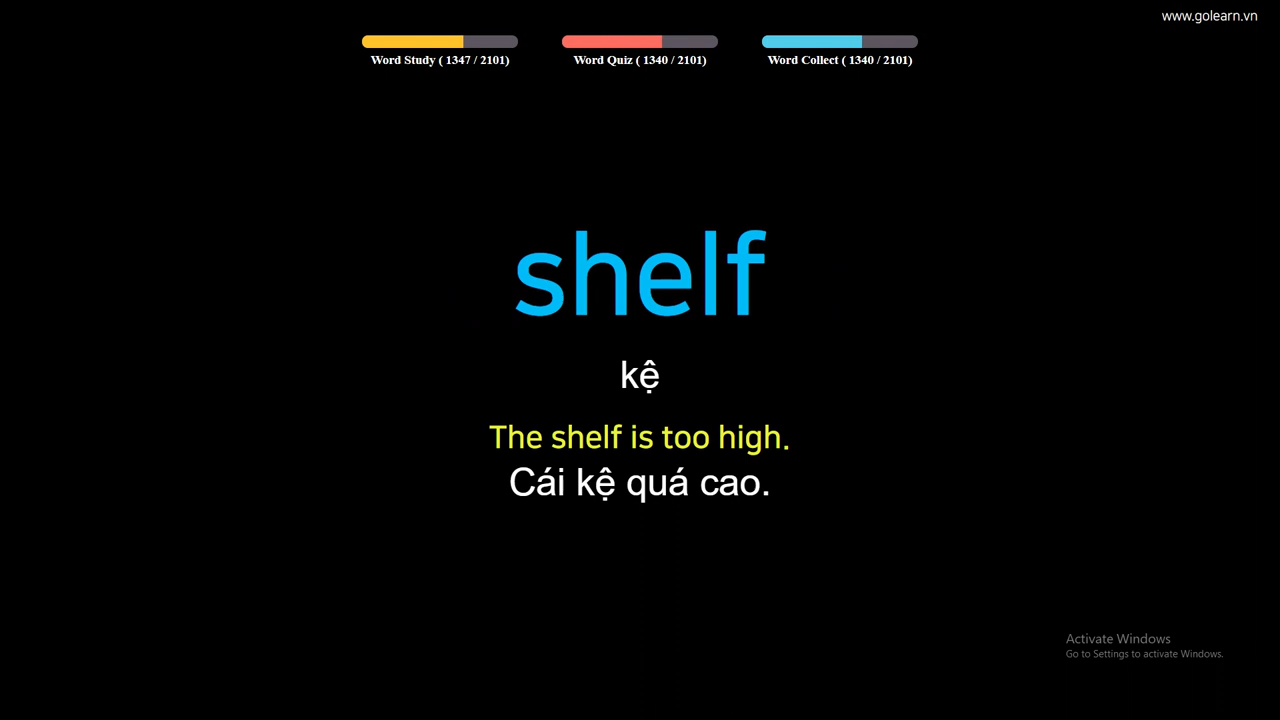 www.golearn.vn
Word Study ( 1347 / 2101)
Word Quiz ( 1340 / 2101)
Word Collect ( 1340 / 2101)
shelf
kệ
The shelf is too high.
Cái kệ quá cao.
Activate Windows
Go to Settings to activate Windows.